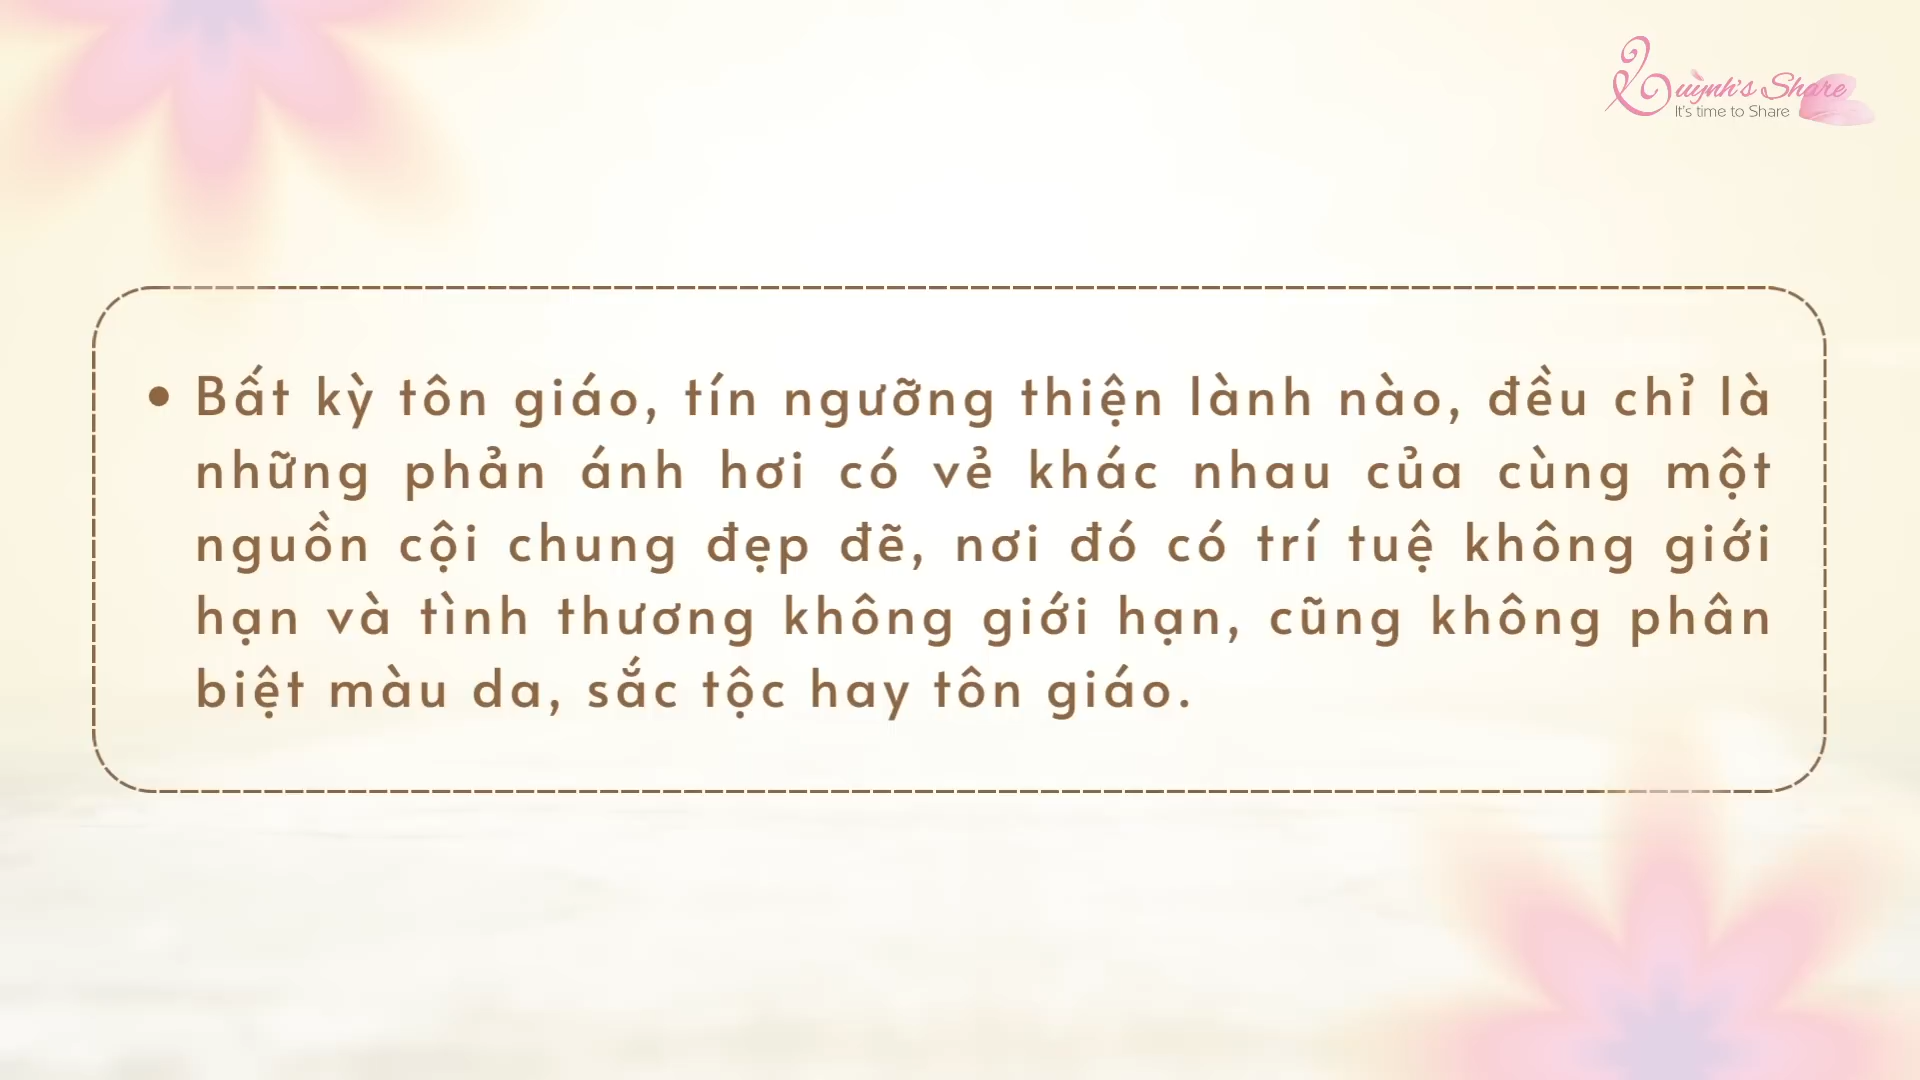 Quỳnh's Share
It's time to Share
• Bất kỳ tôn giáo, tín ngưỡng thiện lành nào, đều chỉ là
những phản ánh hơi có vẻ khác nhau của cùng một
nguồn cội chung đẹp đẽ, nơi đó có trí tuệ không giới
hạn và tình thương không giới hạn, cũng không phân
biệt màu da, sắc tộc hay tôn giáo.